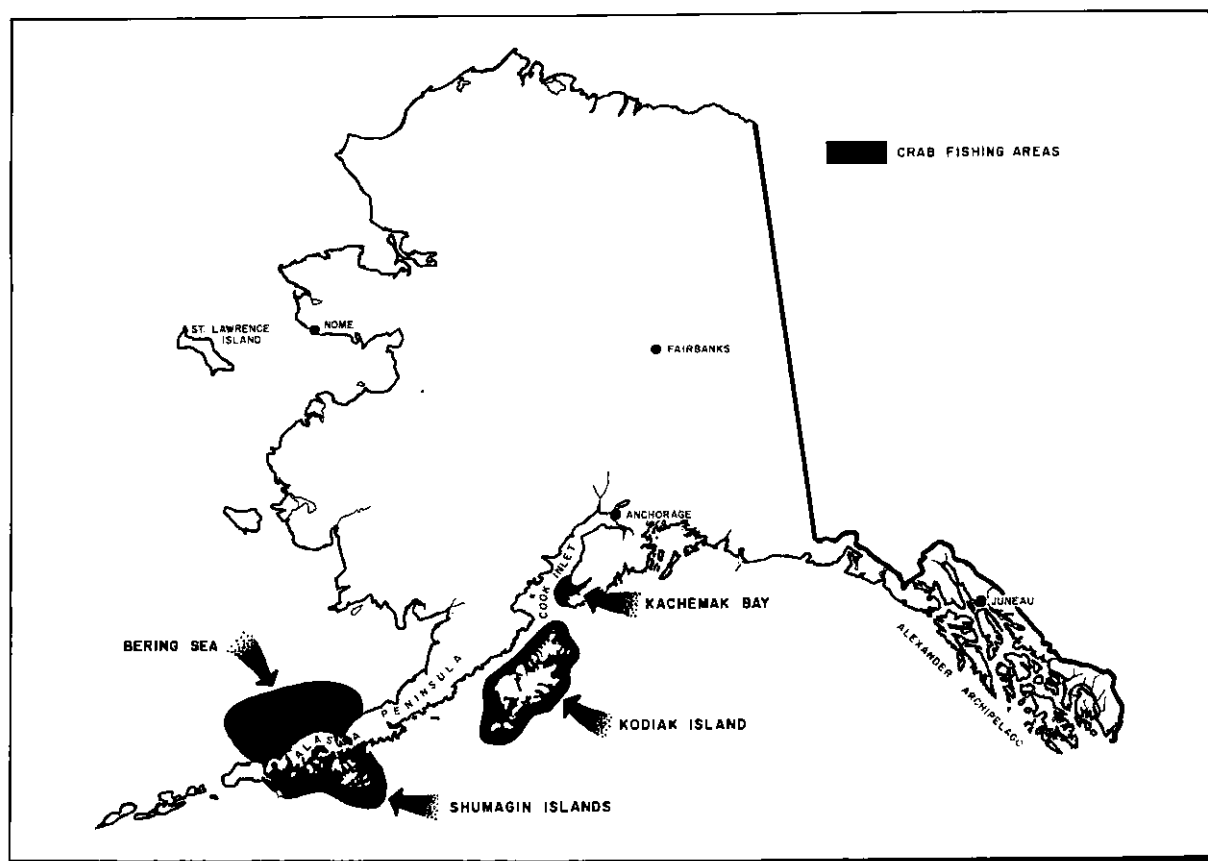 CRAB FISHING AREAS
ST. LAWRENCE
ISLAND
NOME
FAIRBANKS
ANCHORAGE
COOK INLET
KACHEMAK BAY
JUNEAU
ALEXANDER ARCHIPELAGO
BERING SEA
ALASKA PENINSULA
KODIAK ISLAND
SHUMAGIN ISLANDS